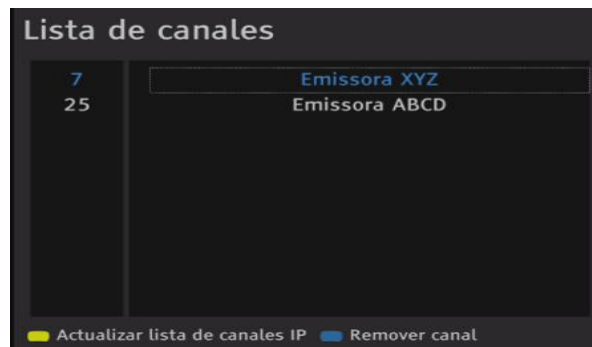 Lista de canales
7 Emissora XYZ
25 Emissora ABCD
Actualizar lista de canales IP Remover canal